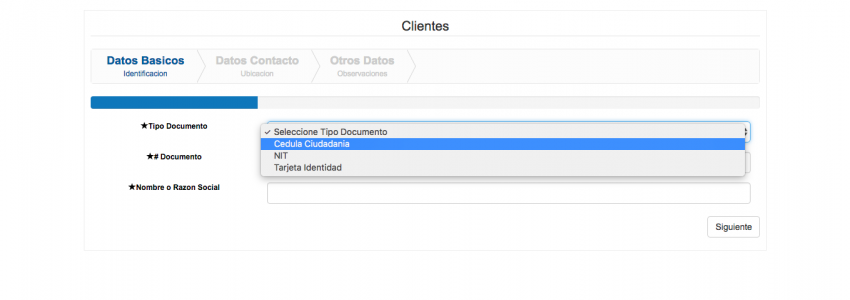 Clientes
Datos Basicos
Identificacion
Datos Contacto
Ubicacion
Otros Datos
Observaciones
★Tipo Documento
✓ Seleccione Tipo Documento
Cedula Ciudadania
NIT
Tarjeta Identidad
★# Documento
★Nombre o Razon Social
Siguiente